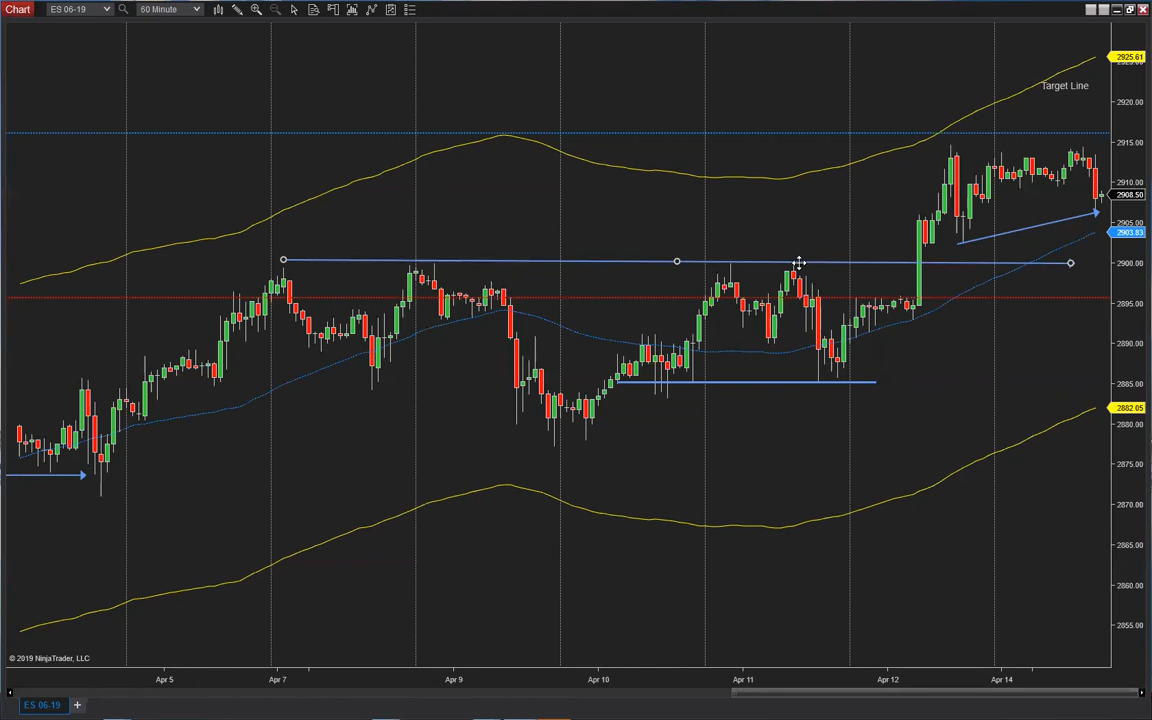 Chart
ES 06-19
60 Minute
2925.61
Target Line
2920.00
2915.00
2910.00
2908.50
2905.00
2903.83
2900.00
2895.00
2890.00
2885.00
2882.05
2880.00
2875.00
2870.00
2865.00
2860.00
2855.00
© 2019 NinjaTrader, LLC
Apr 5
Apr 7
Apr 9
Apr 10
Apr 11
Apr 12
Apr 14
ES 06-19